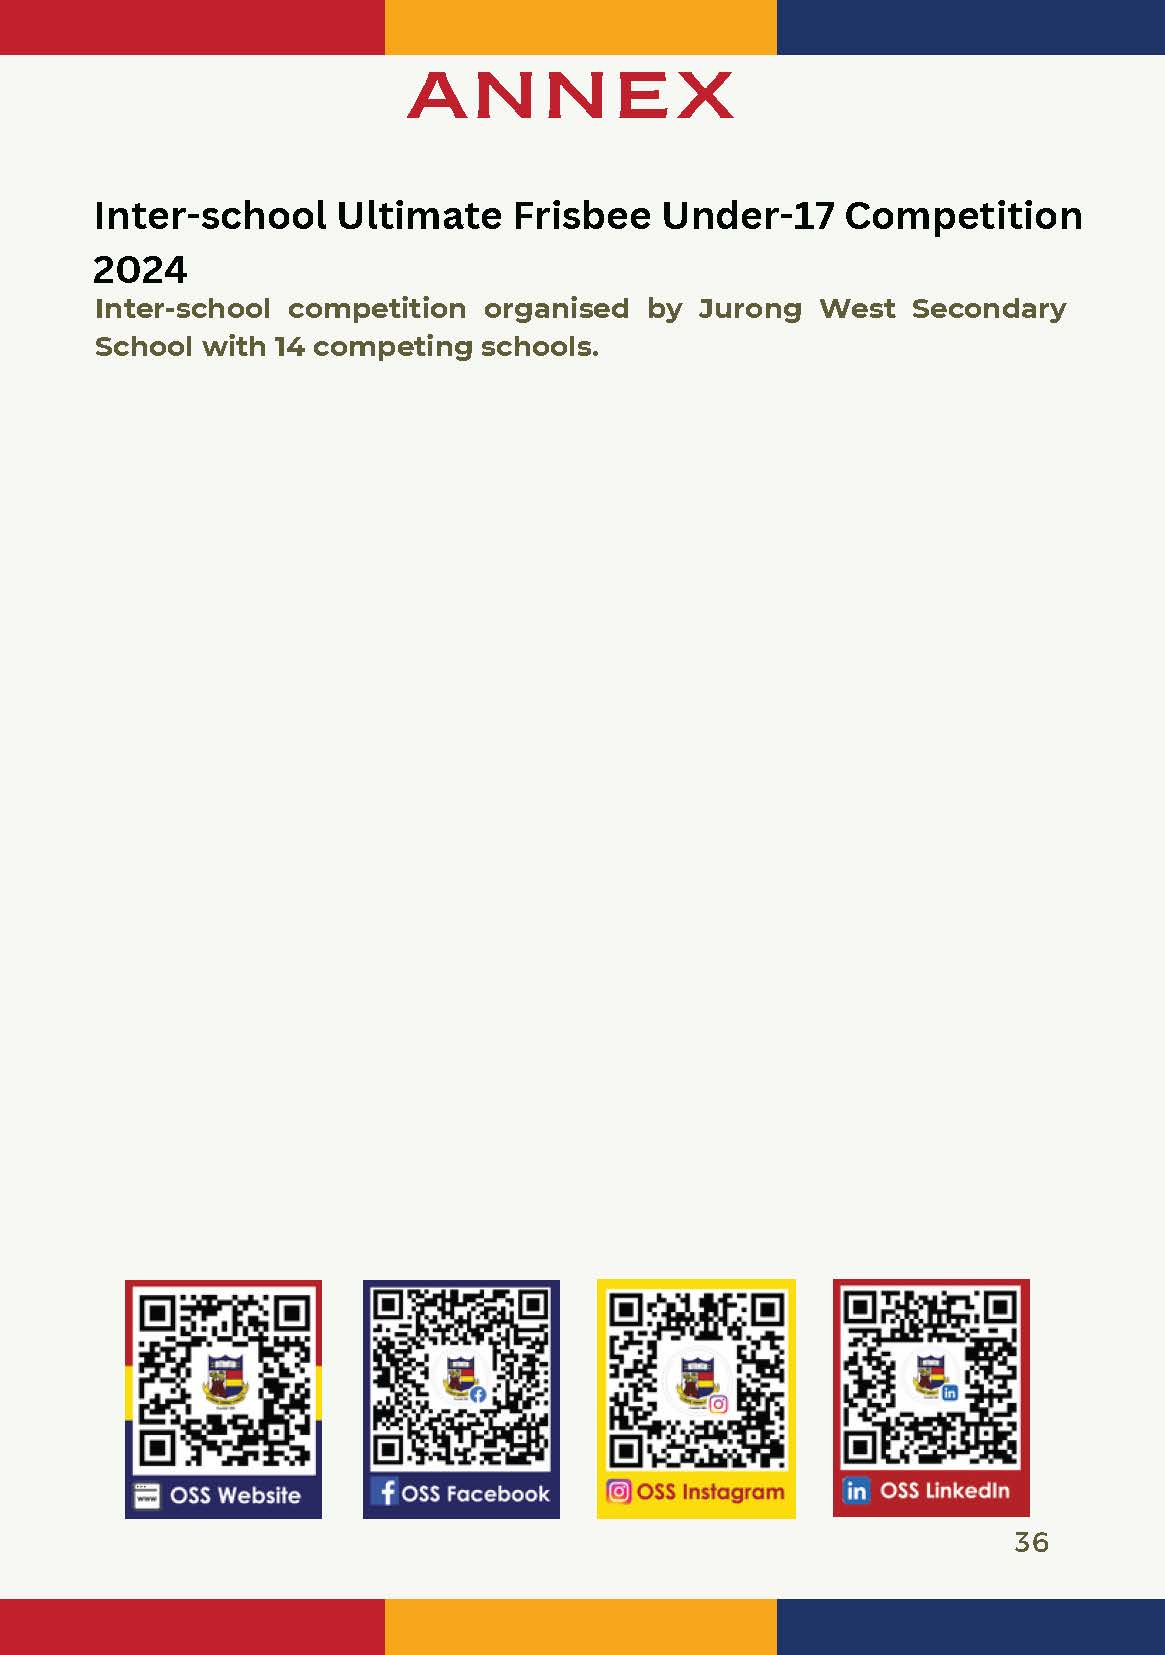 ANNEX
Inter-school Ultimate Frisbee Under-17 Competition
2024
Inter-school competition organised by Jurong West Secondary
School with 14 competing schools.
www
OSS Website
OSS Facebook
OSS Instagram
OSS LinkedIn
36